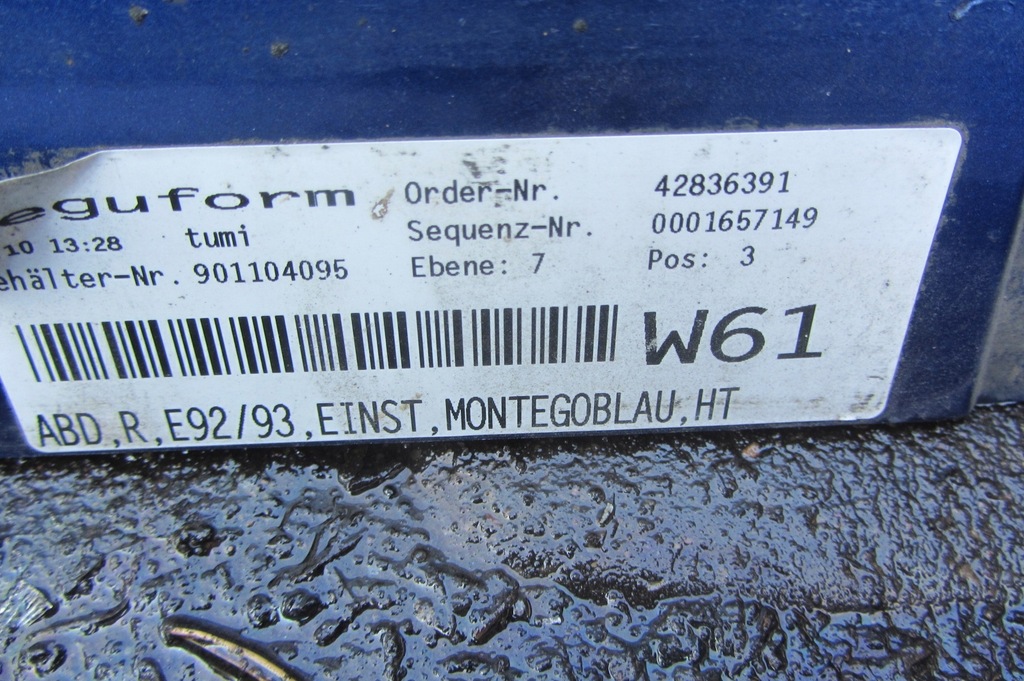 eguform
10 13:28 tumi
ehälter-Nr. 901104095
Order-Nr. 42836391
Sequenz-Nr. 0001657149
Ebene: 7 Pos: 3
W61
ABD,R,E92/93,EINST,MONTEGOBLAU,HT